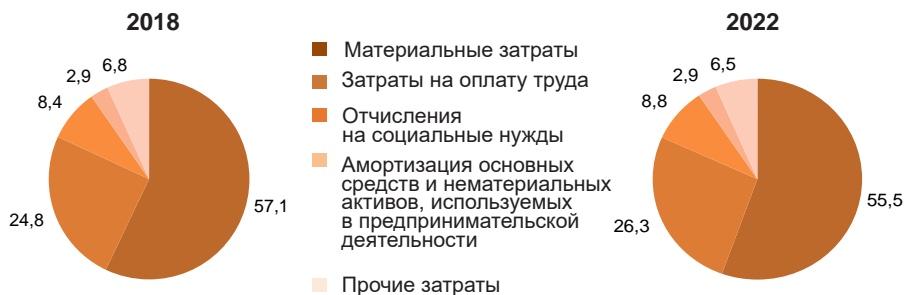 2018
6,8
2,9
8,4
24,8
57,1
Материальные затраты
Затраты на оплату труда
Отчисления
на социальные нужды
Амортизация основных
средств и нематериальных
активов, используемых
в предпринимательской
деятельности
Прочие затраты
2022
6,5
2,9
8,8
26,3
55,5